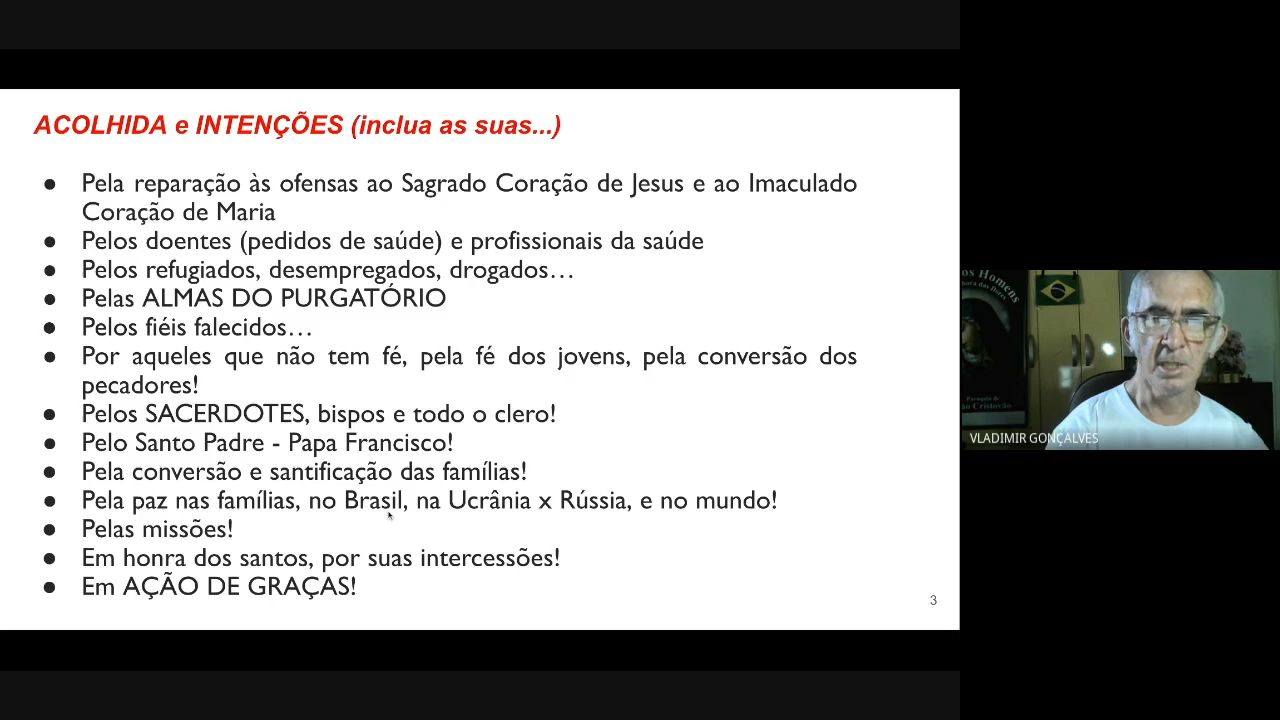 ACOLHIDA e INTENÇÕES (inclua as suas...)
● Pela reparação às ofensas ao Sagrado Coração de Jesus e ao Imaculado
Coração de Maria
● Pelos doentes (pedidos de saúde) e profissionais da saúde
● Pelos refugiados, desempregados, drogados…
● Pelas ALMAS DO PURGATÓRIO
● Pelos fiéis falecidos…
● Por aqueles que não tem fé, pela fé dos jovens, pela conversão dos
pecadores!
● Pelos SACERDOTES, bispos e todo o clero!
● Pelo Santo Padre - Papa Francisco!
● Pela conversão e santificação das famílias!
● Pela paz nas famílias, no Brasil, na Ucrânia x Rússia, e no mundo!
● Pelas missões!
● Em honra dos santos, por suas intercessões!
● Em AÇÃO DE GRAÇAS!
3
os Homens
VLADIMIR GONÇALVES